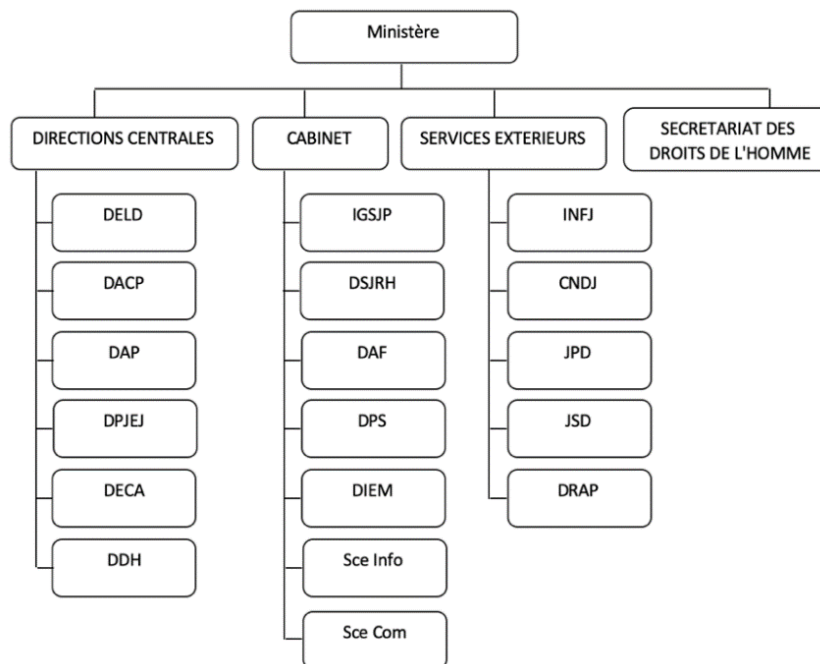 Ministère
DIRECTIONS CENTRALES
DELD
DACP
DAP
DPJEJ
DECA
DDH
CABINET
IGSJP
DSJRH
DAF
DPS
DIEM
Sce Info
Sce Com
SERVICES EXTERIEURS
INFJ
CNDJ
JPD
JSD
DRAP
SECRETARIAT DES
DROITS DE L'HOMME